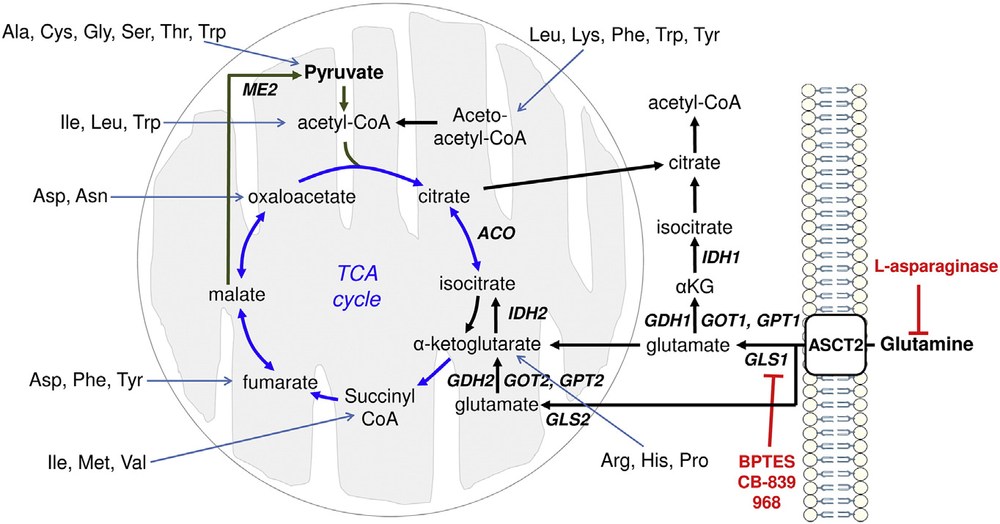 Ala, Cys, Gly, Ser, Thr, Trp
Leu, Lys, Phe, Trp, Tyr
Pyruvate
ME2
acetyl-CoA
Ile, Leu, Trp
acetyl-CoA
Aceto-
acetyl-CoA
citrate
Asp, Asn
oxaloacetate
citrate
isocitrate
ACO
IDH1
L-asparaginase
TCA
cycle
isocitrate
αKG
malate
IDH2
GDH1
GOT1, GPT1
α-ketoglutarate
glutamate
ASCT2
Glutamine
GLS1
Asp, Phe, Tyr
fumarate
GDH2
GOT2, GPT2
Succinyl
CoA
glutamate
GLS2
Ile, Met, Val
Arg, His, Pro
BPTES
CB-839
968